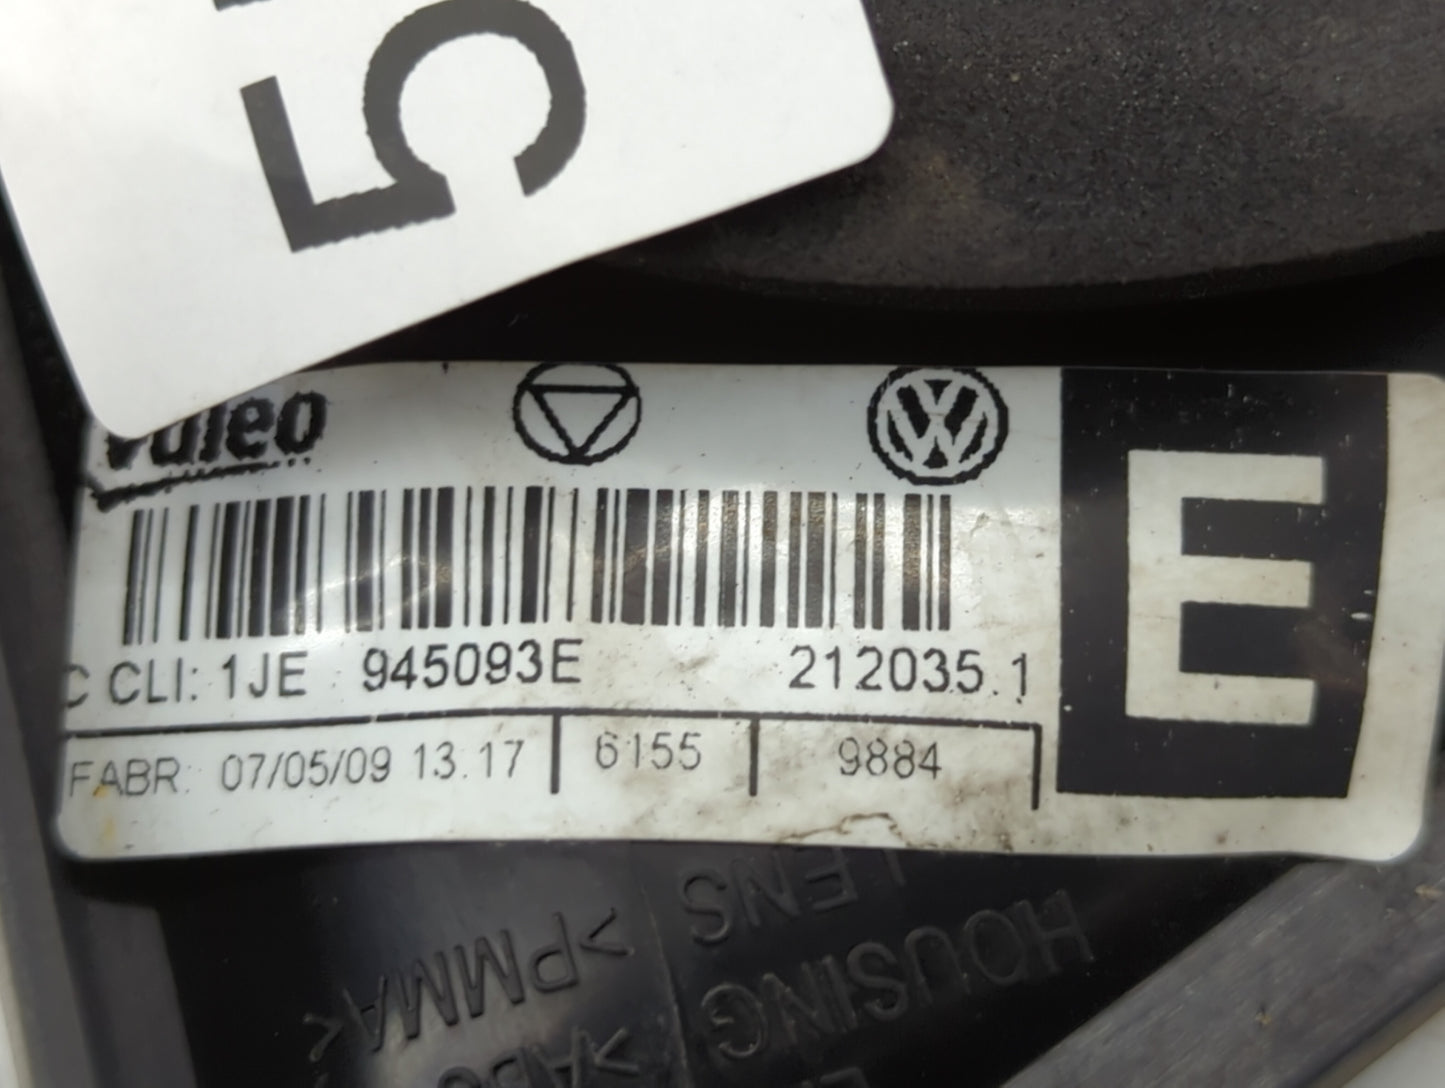 5
Valeo
C CLI: 1JE 945093E 212035.1
FABR: 07/05/09 13.17 6155 9884
E
LENS >PMMA<
HOUSING